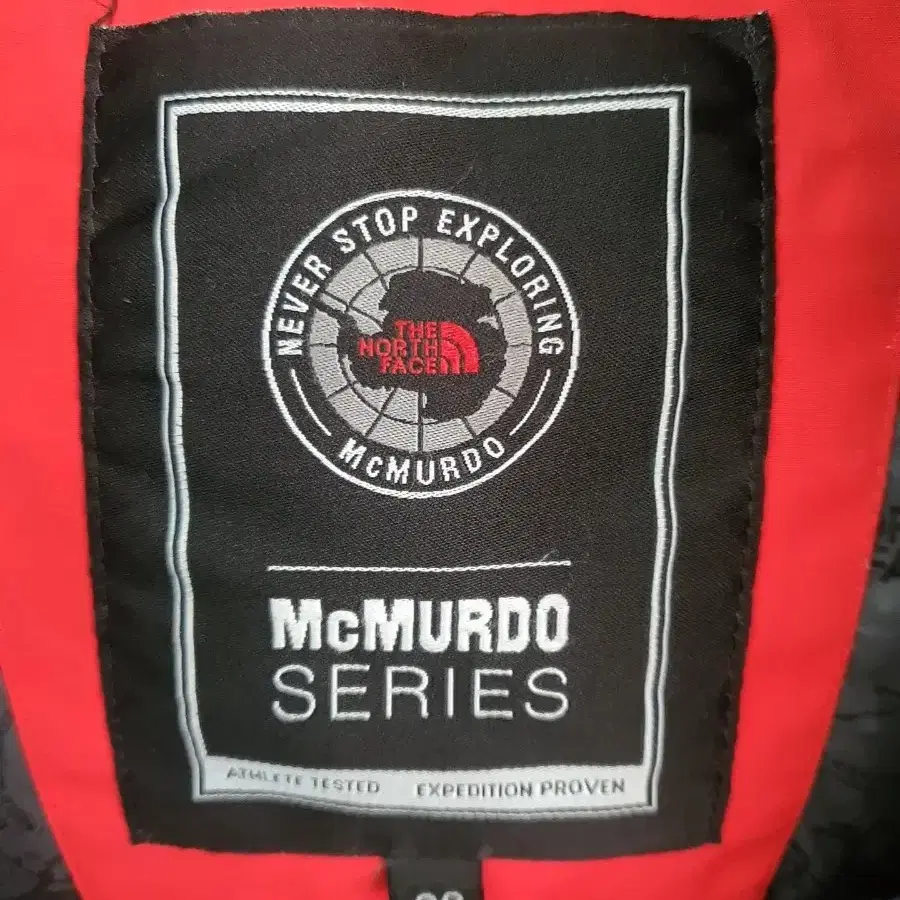 NEVER STOP EXPLORING
THE
NORTH
FACE
McMURDO
McMURDO
SERIES
ATHLETE TESTED EXPEDITION PROVEN